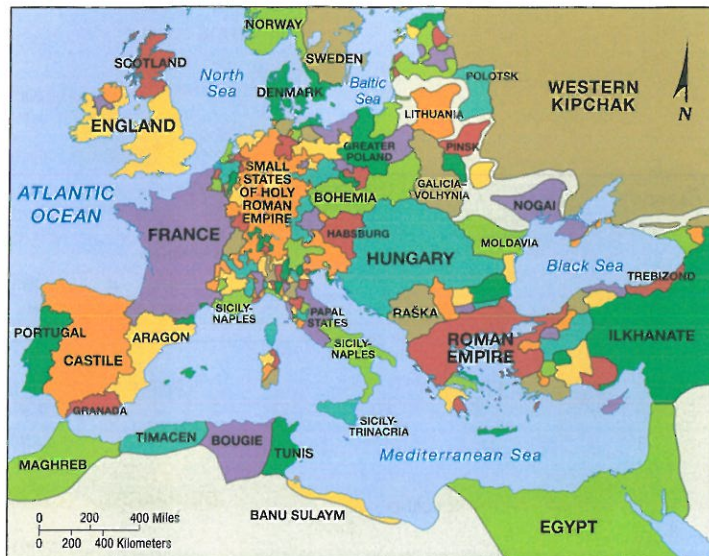 NORWAY
SWEDEN
SCOTLAND
North
Sea
Baltic
Sea
DENMARK
POLOTSK
WESTERN
KIPCHAK
N
LITHUANIA
ENGLAND
PINSK
GREATER
POLAND
SMALL
STATES
OF HOLY
ROMAN
EMPIRE
GALICIA-
VOLHYNIA
BOHEMIA
ATLANTIC
OCEAN
NOGAI
FRANCE
HABSBURG
HUNGARY
MOLDAVIA
Black Sea
TREBIZOND
SICILY-
NAPLES
PAPAL
STATES
RAŠKA
PORTUGAL
ARAGON
CASTILE
SICILY-
NAPLES
ROMAN
EMPIRE
ILKHANATE
GRANADA
SICILY-
TRINACRIA
TIMACEN
BOUGIE
TUNIS
MAGHREB
Mediterranean Sea
BANU SULAYM
EGYPT
0 200 400 Miles
0 200 400 Kilometers